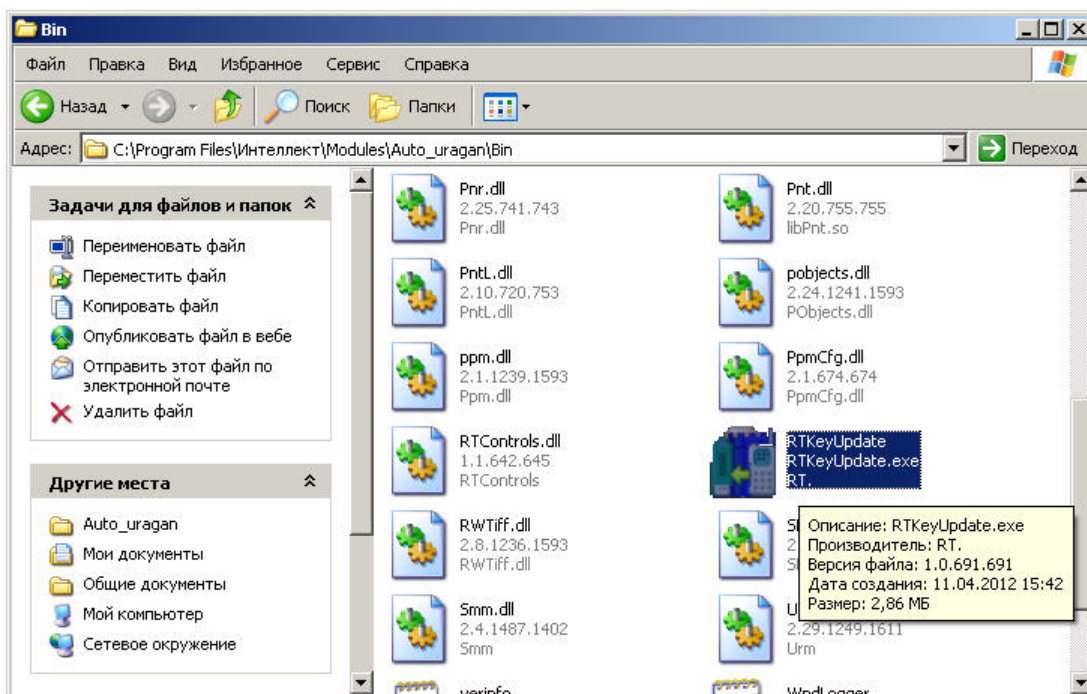 Bin
Файл Правка Вид Избранное Сервис Справка
Назад Поиск Папки
Адрес: C:\Program Files\Интеллект\Modules\Auto_uragan\Bin Переход
Задачи для файлов и папок
Переименовать файл
Переместить файл
Копировать файл
Опубликовать файл в вебе
Отправить этот файл по
электронной почте
Удалить файл
Другие места
Auto_uragan
Мои документы
Общие документы
Мой компьютер
Сетевое окружение
Pnr.dll
2.25.741.743
Pnr.dll
Pnt.dll
2.20.755.755
libPnt.so
PntL.dll
2.10.720.753
PntL.dll
pobjects.dll
2.24.1241.1593
PObjects.dll
ppm.dll
2.1.1239.1593
Ppm.dll
PpmCfg.dll
2.1.674.674
PpmCfg.dll
RTControls.dll
1.1.642.645
RTControls
RTKeyUpdate
RTKeyUpdate.exe
RT.
RWTiff.dll
2.8.1236.1593
RWTiff.dll
Описание: RTKeyUpdate.exe
Производитель: RT.
Версия файла: 1.0.691.691
Дата создания: 11.04.2012 15:42
Размер: 2,86 МБ
Smm.dll
2.4.1487.1402
Smm
2.29.1249.1611
Urm
verinfo
WndLogger